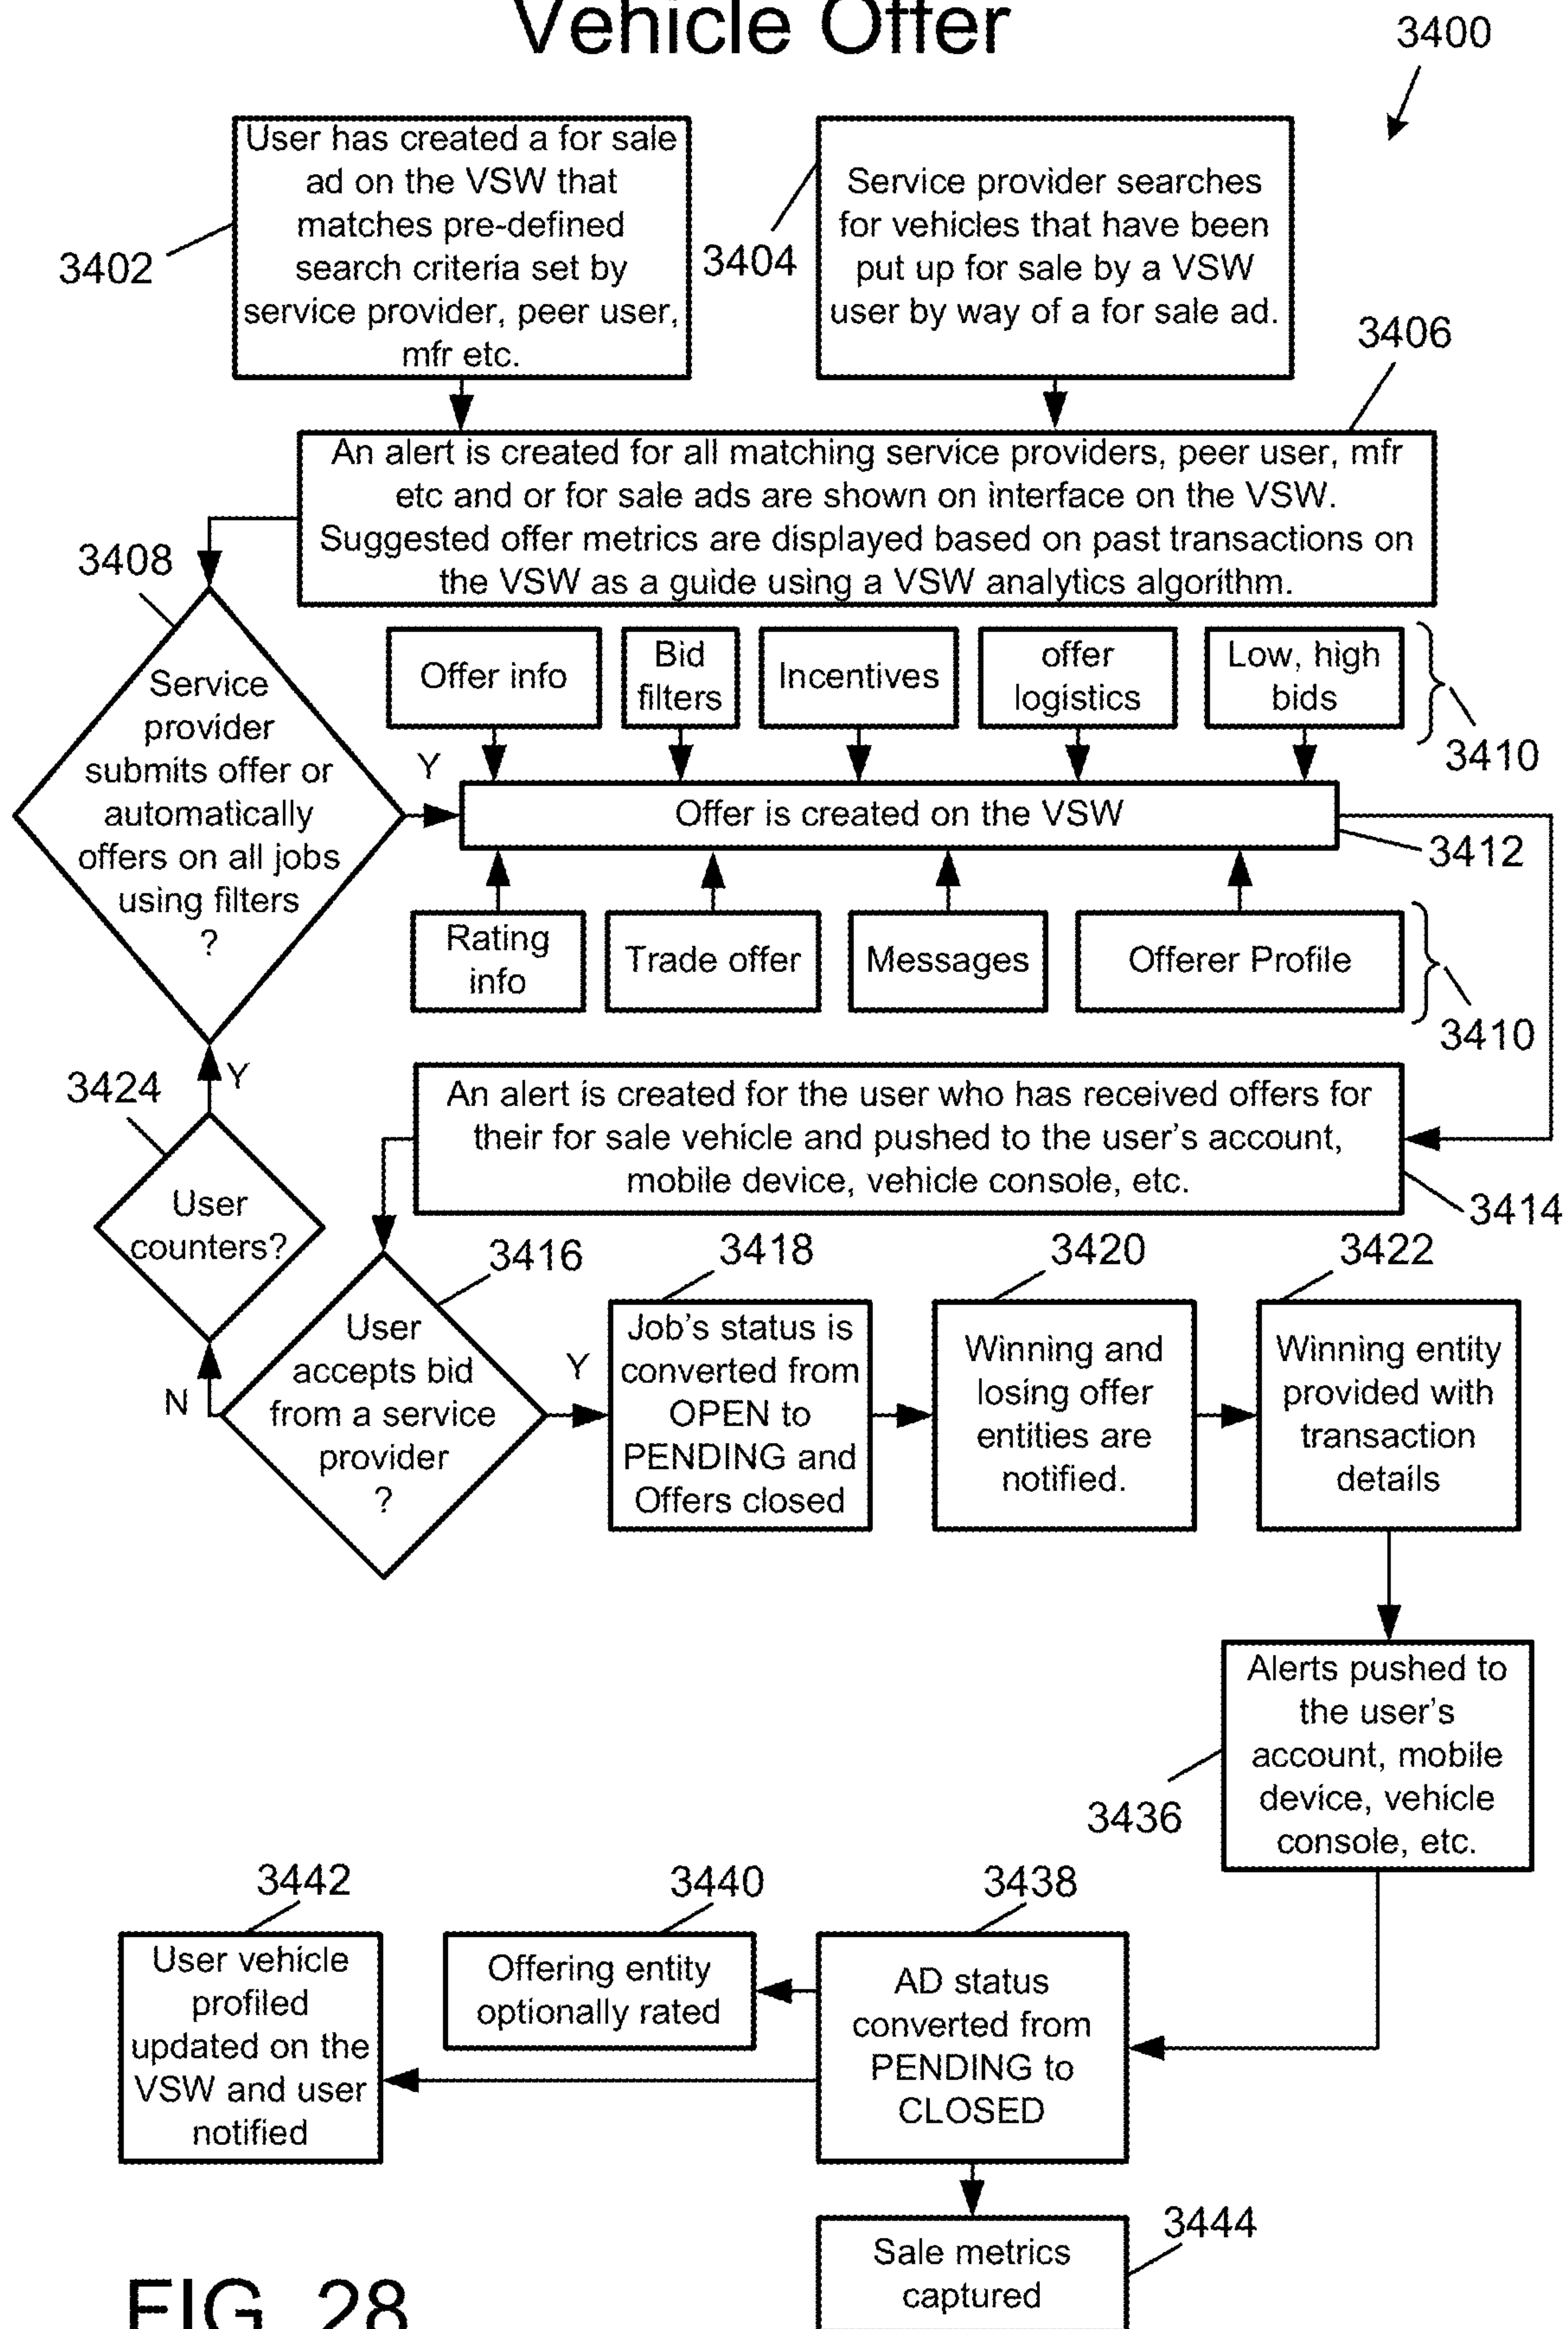 Vehicle Offer
3400
User has created a for sale
ad on the VSW that
matches pre-defined
search criteria set by
service provider, peer user,
mfr etc.
3402
Service provider searches
for vehicles that have been
put up for sale by a VSW
user by way of a for sale ad.
3404
3406
An alert is created for all matching service providers, peer user, mfr
etc and or for sale ads are shown on interface on the VSW.
Suggested offer metrics are displayed based on past transactions on
the VSW as a guide using a VSW analytics algorithm.
3408
Service
provider
submits offer or
automatically
offers on all jobs
using filters
?
Y
Offer info
Bid
filters
Incentives
offer
logistics
Low, high
bids
3410
Offer is created on the VSW
3412
Rating
info
Trade offer
Messages
Offerer Profile
3410
3424
Y
User
counters?
An alert is created for the user who has received offers for
their for sale vehicle and pushed to the user's account,
mobile device, vehicle console, etc.
3414
3416
User
accepts bid
from a service
provider
?
N
Y
3418
Job's status is
converted from
OPEN to
PENDING and
Offers closed
3420
Winning and
losing offer
entities are
notified.
3422
Winning entity
provided with
transaction
details
Alerts pushed to
the user's
account, mobile
device, vehicle
console, etc.
3436
3442
User vehicle
profiled
updated on the
VSW and user
notified
3440
Offering entity
optionally rated
3438
AD status
converted from
PENDING to
CLOSED
3444
Sale metrics
captured
FIG. 28